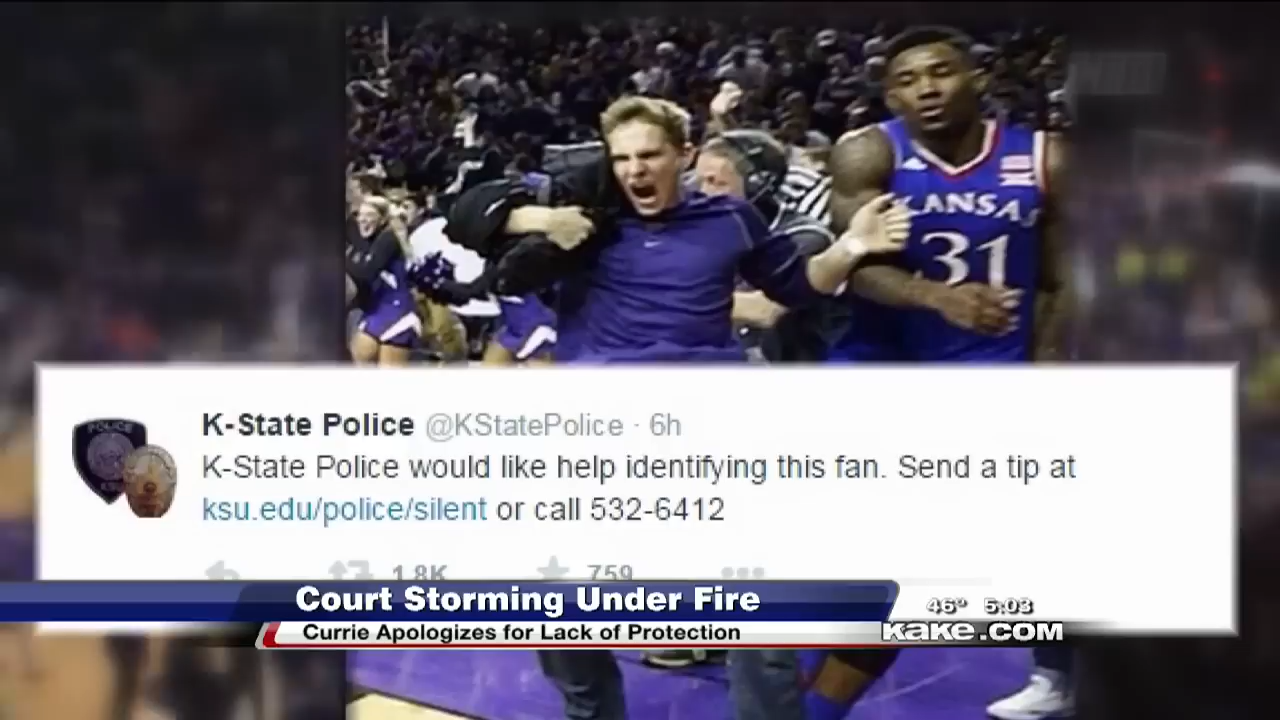 KANSAS
31
K-State Police @KStatePolice · 6h
K-State Police would like help identifying this fan. Send a tip at
ksu.edu/police/silent or call 532-6412
POLICE
1.8K 759
Court Storming Under Fire
Currie Apologizes for Lack of Protection
46° 5:03
KAKE.COM